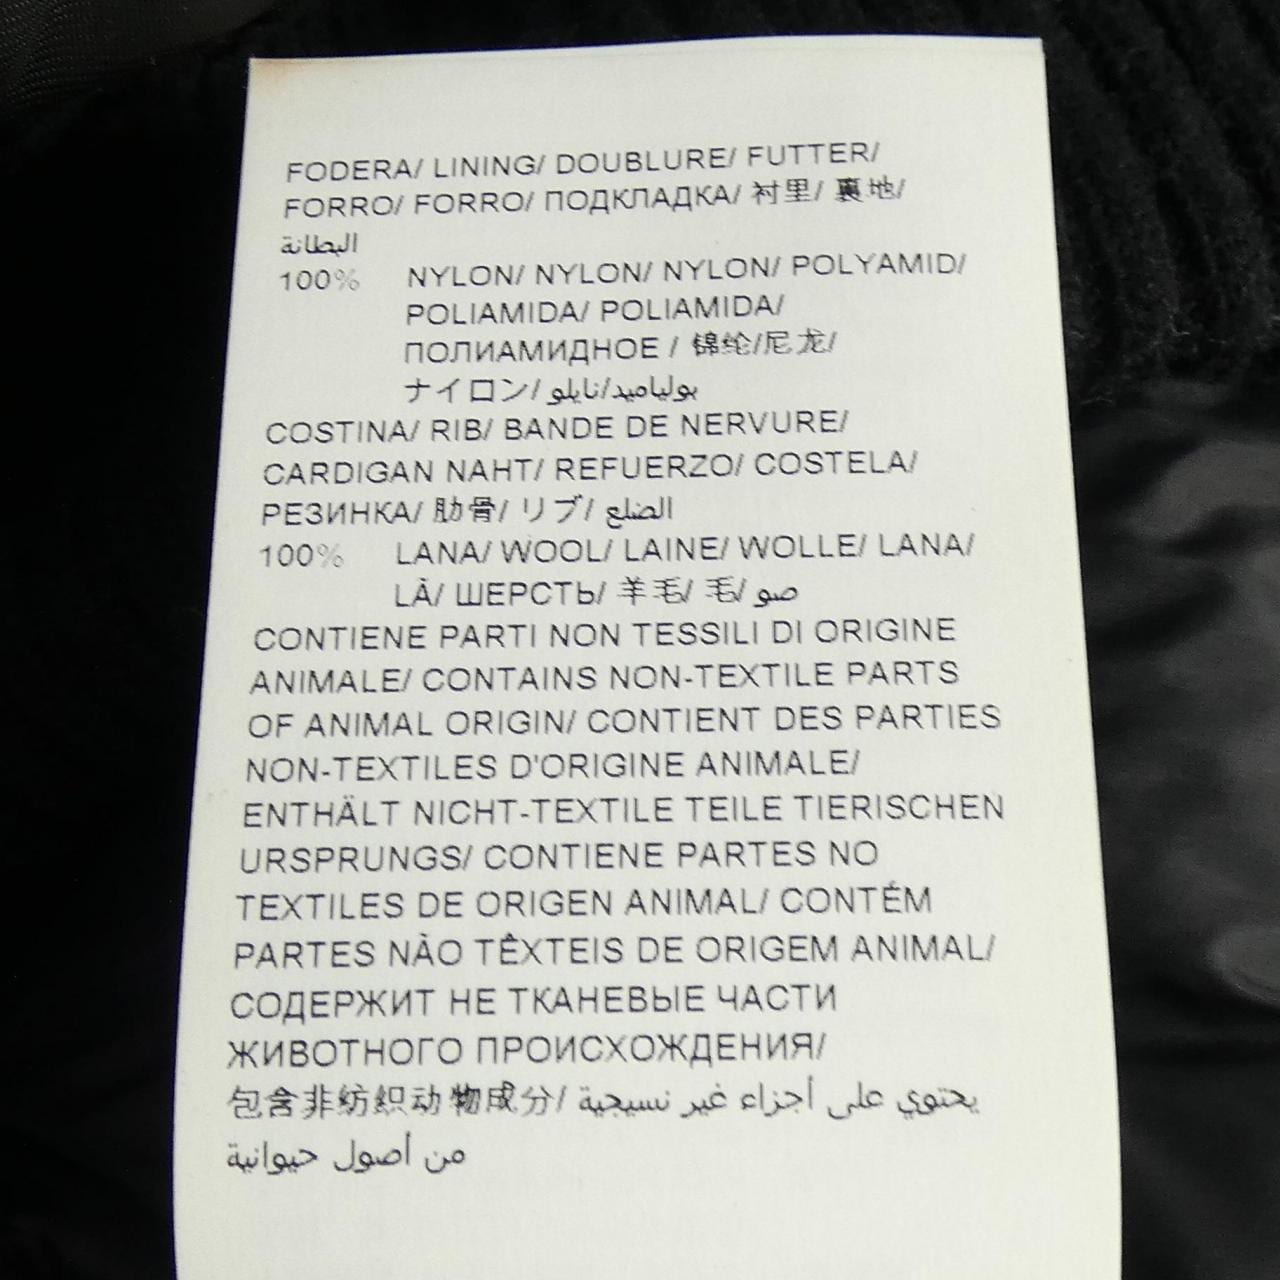 FODERA/ LINING/ DOUBLURE/ FUTTER/
FORRO/ FORRO/ ПОДКЛАДКА/ 衬里/ 裏地/
البطانة
100% NYLON/ NYLON/ NYLON/ POLYAMID/
POLIAMIDA/ POLIAMIDA/
ПОЛИАМИДНОЕ / 锦纶/尼龙/
ナイロン/ بولياميد/نايلو
COSTINA/ RIB/ BANDE DE NERVURE/
CARDIGAN NAHT/ REFUERZO/ COSTELA/
РЕЗИНКА/ 肋骨/ リブ/ الضلع
100% LANA/ WOOL/ LAINE/ WOLLE/ LANA/
LÃ/ ШЕРСТЬ/ 羊毛/ 毛/ صو
CONTIENE PARTI NON TESSILI DI ORIGINE
ANIMALE/ CONTAINS NON-TEXTILE PARTS
OF ANIMAL ORIGIN/ CONTIENT DES PARTIES
NON-TEXTILES D'ORIGINE ANIMALE/
ENTHÄLT NICHT-TEXTILE TEILE TIERISCHEN
URSPRUNGS/ CONTIENE PARTES NO
TEXTILES DE ORIGEN ANIMAL/ CONTÉM
PARTES NÃO TÊXTEIS DE ORIGEM ANIMAL/
СОДЕРЖИТ НЕ ТКАНЕВЫЕ ЧАСТИ
ЖИВОТНОГО ПРОИСХОЖДЕНИЯ/
包含非纺织动物成分/ يحتوي على أجزاء غير نسيجية
من أصول حيوانية